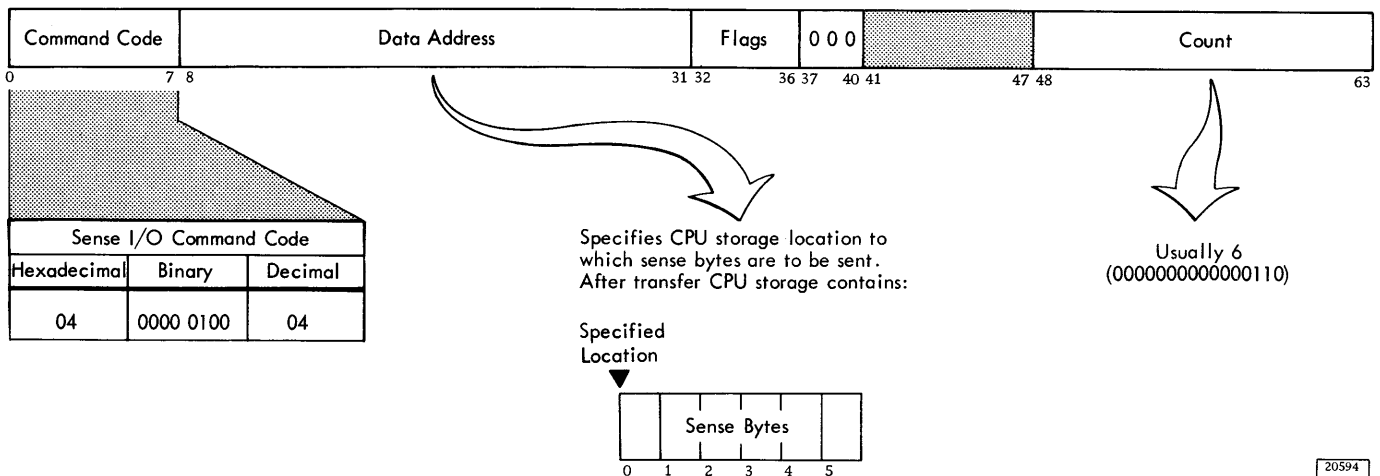 Command Code Data Address Flags 0 0 0 Count
0 7 8 31 32 36 37 40 41 47 48 63
Sense I/O Command Code
Hexadecimal Binary Decimal
04 0000 0100 04
Specifies CPU storage location to
which sense bytes are to be sent.
After transfer CPU storage contains:
Usually 6
(0000000000000110)
Specified
Location
Sense Bytes
0 1 2 3 4 5
20594